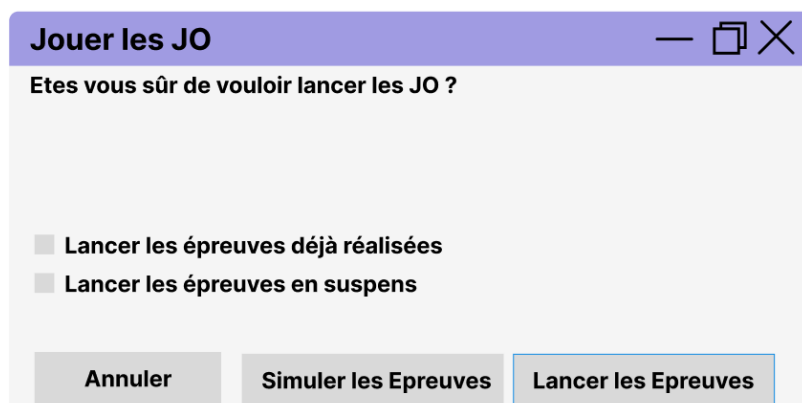 Jouer les JO
Etes vous sûr de vouloir lancer les JO ?
Lancer les épreuves déjà réalisées
Lancer les épreuves en suspens
Annuler
Simuler les Epreuves
Lancer les Epreuves